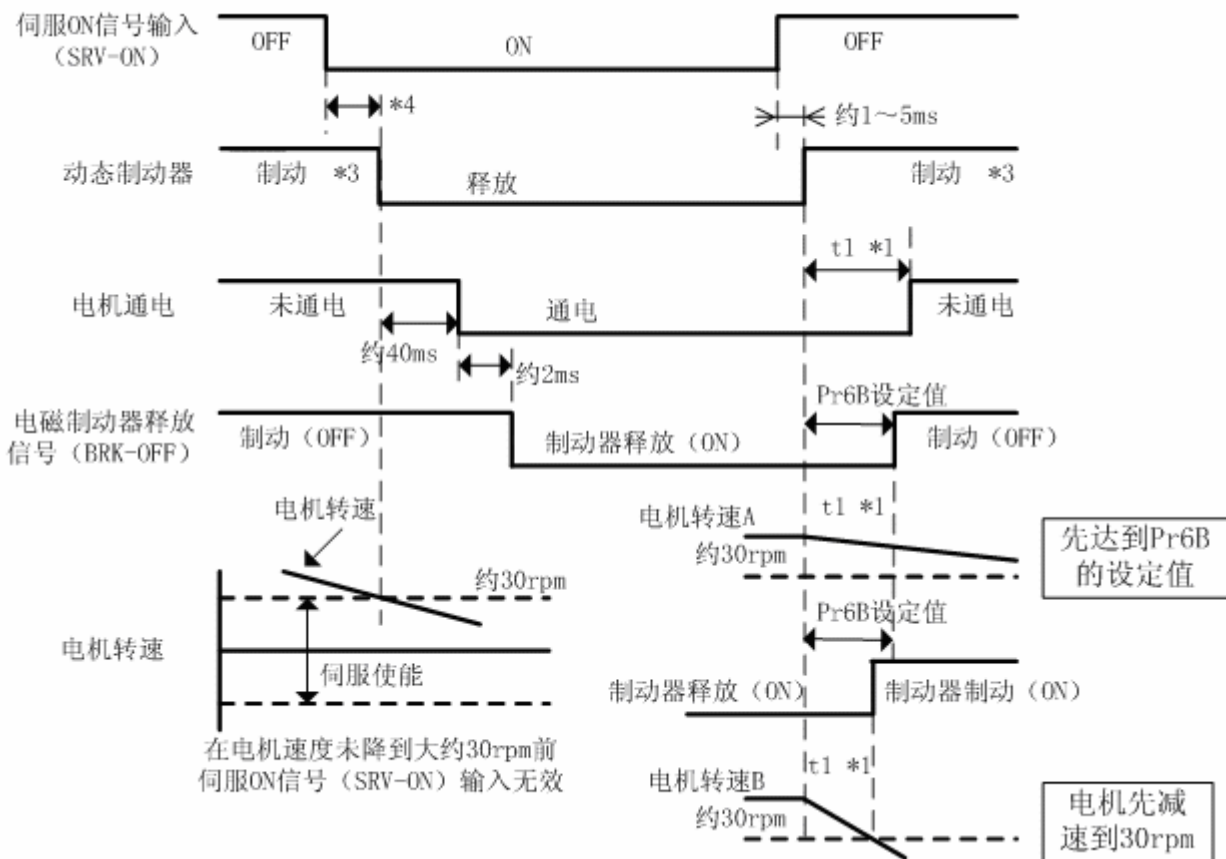 伺服ON信号输入
（SRV-ON）
OFF
ON
OFF
*4
约1～5ms
动态制动器
制动 *3
释放
制动 *3
t1 *1
电机通电
未通电
通电
未通电
约40ms
约2ms
Pr6B设定值
电磁制动器释放
信号（BRK-OFF）
制动（OFF）
制动器释放（ON）
制动（OFF）
电机转速
t1 *1
电机转速A
约30rpm
先达到Pr6B
的设定值
约30rpm
Pr6B设定值
电机转速
伺服使能
制动器释放（ON）
制动器制动（ON）
在电机速度未降到大约30rpm前
伺服ON信号（SRV-ON）输入无效
t1 *1
电机转速B
约30rpm
电机先减
速到30rpm